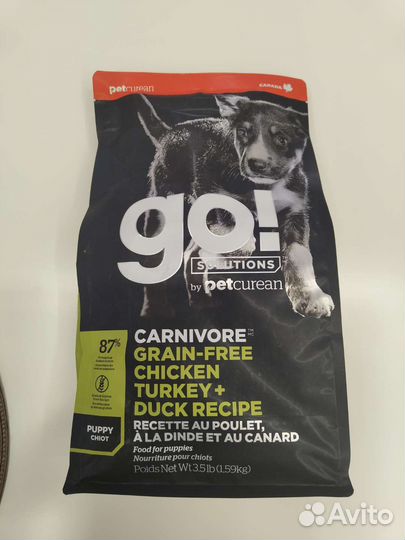 petcurean
CANADA
go!
SOLUTIONS
by petcurean
CARNIVORE
GRAIN-FREE
CHICKEN
TURKEY+
DUCK RECIPE
RECETTE AU POULET,
À LA DINDE ET AU CANARD
Food for puppies
Nourriture pour chiots
Poids Net Wt 3.5 lb (1.59kg)
87%
PUPPY
CHIOT
Avito